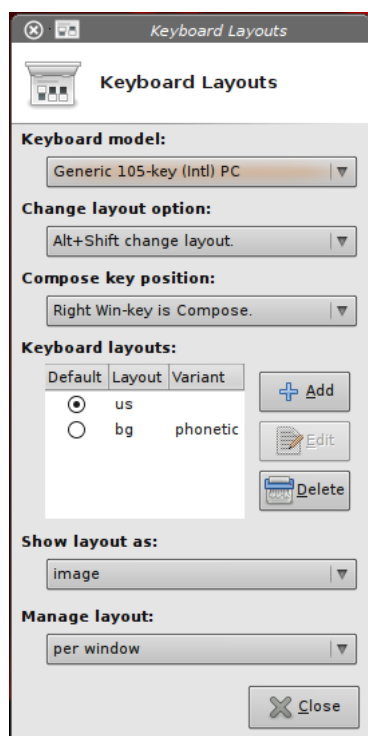 Keyboard Layouts
Keyboard Layouts
Keyboard model:
Generic 105-key (Intl) PC
Change layout option:
Alt+Shift change layout.
Compose key position:
Right Win-key is Compose.
Keyboard layouts:
Default Layout Variant
us
bg phonetic
Add
Edit
Delete
Show layout as:
image
Manage layout:
per window
Close